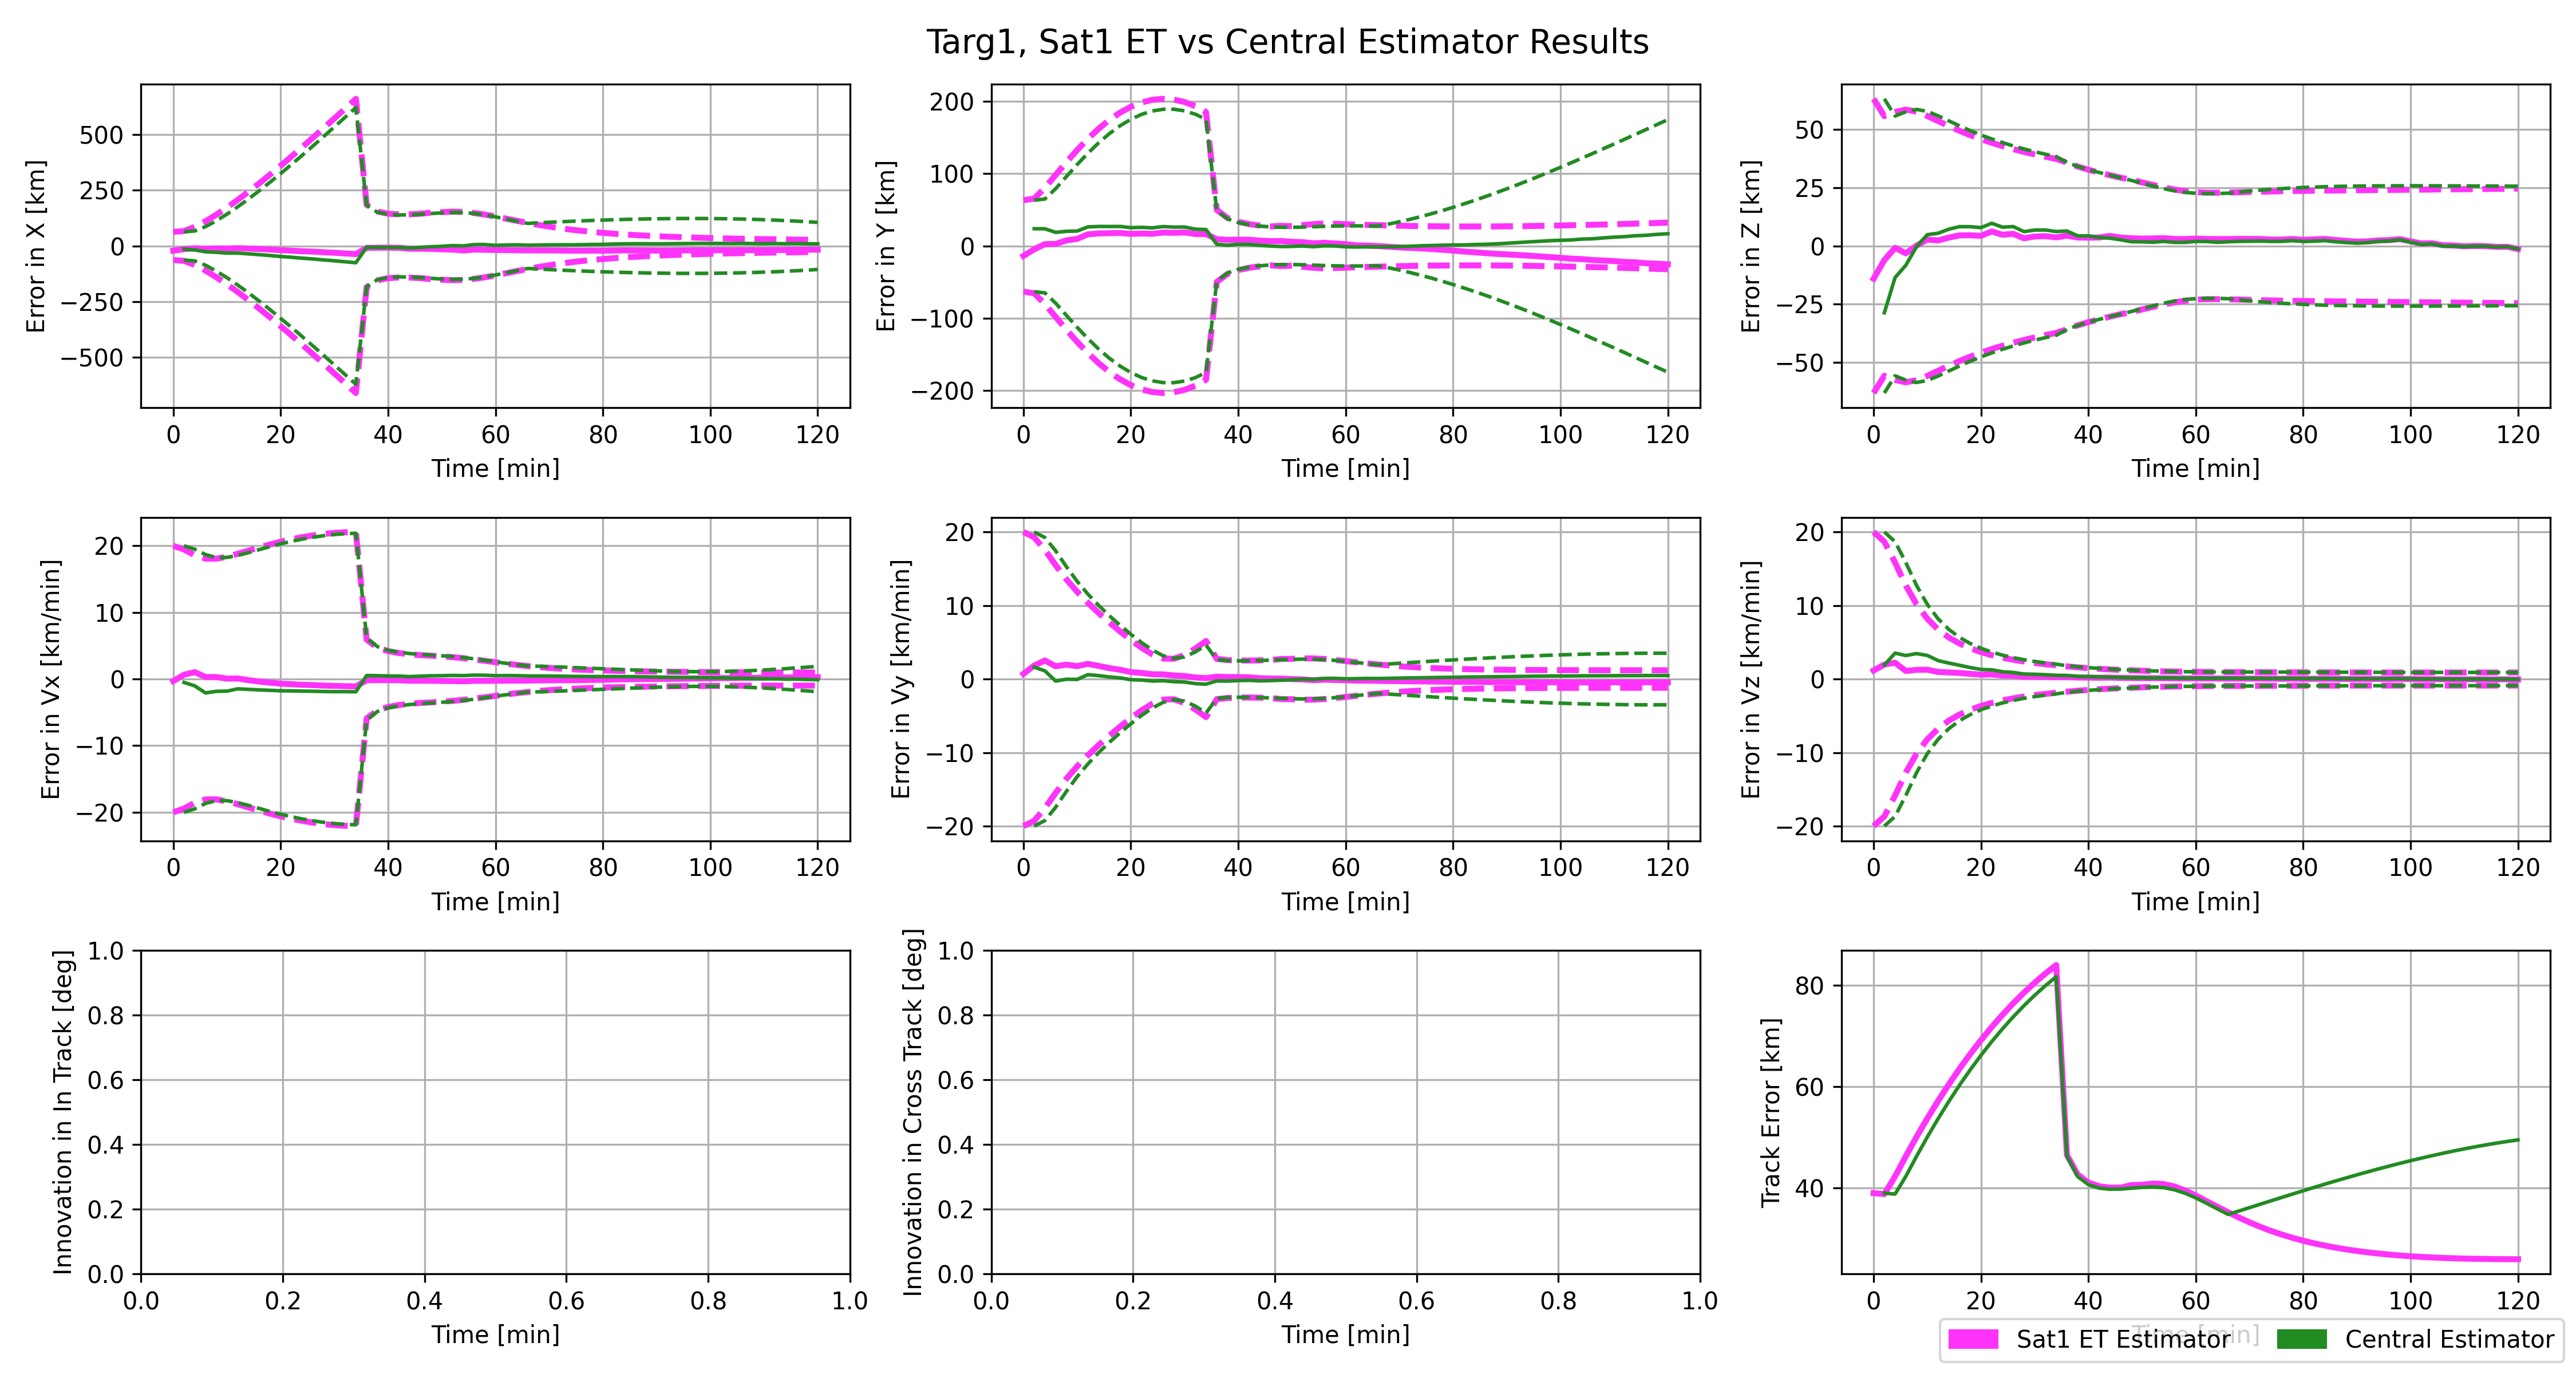 Targ1, Sat1 ET vs Central Estimator Results
Error in X [km]
500
250
0
−250
−500
0 20 40 60 80 100 120
Time [min]
Error in Y [km]
200
100
0
−100
−200
0 20 40 60 80 100 120
Time [min]
Error in Z [km]
50
25
0
−25
−50
0 20 40 60 80 100 120
Time [min]
Error in Vx [km/min]
20
10
0
−10
−20
0 20 40 60 80 100 120
Time [min]
Error in Vy [km/min]
20
10
0
−10
−20
0 20 40 60 80 100 120
Time [min]
Error in Vz [km/min]
20
10
0
−10
−20
0 20 40 60 80 100 120
Time [min]
Innovation in In Track [deg]
1.0
0.8
0.6
0.4
0.2
0.0
0.0 0.2 0.4 0.6 0.8 1.0
Time [min]
Innovation in Cross Track [deg]
1.0
0.8
0.6
0.4
0.2
0.0
0.0 0.2 0.4 0.6 0.8 1.0
Time [min]
Track Error [km]
80
60
40
0 20 40 60 80 100 120
Time [min]
Sat1 ET Estimator
Central Estimator